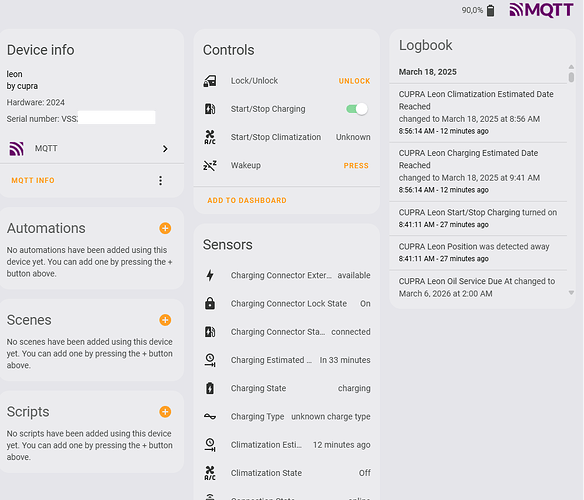 90,0%
MQTT
Device info
leon
by cupra
Hardware: 2024
Serial number: VSS
MQTT
MQTT INFO
Automations
No automations have been added using this
device yet. You can add one by pressing the +
button above.
Scenes
No scenes have been added using this device
yet. You can add one by pressing the + button
above.
Scripts
No scripts have been added using this device
yet. You can add one by pressing the + button
above.
Controls
Lock/Unlock UNLOCK
Start/Stop Charging
A/C Start/Stop Climatization Unknown
Wakeup PRESS
ADD TO DASHBOARD
Sensors
Charging Connector Exter... available
Charging Connector Lock State On
Charging Connector Sta... connected
Charging Estimated ... In 33 minutes
Charging State charging
Charging Type unknown charge type
Climatization Esti... 12 minutes ago
A/C Climatization State Off
Connection State online
Logbook
March 18, 2025
CUPRA Leon Climatization Estimated Date
Reached
changed to March 18, 2025 at 8:56 AM
8:56:14 AM - 12 minutes ago
CUPRA Leon Charging Estimated Date
Reached
changed to March 18, 2025 at 9:41 AM
8:56:14 AM - 12 minutes ago
CUPRA Leon Start/Stop Charging turned on
8:41:11 AM - 27 minutes ago
CUPRA Leon Position was detected away
8:41:11 AM - 27 minutes ago
CUPRA Leon Oil Service Due At changed to
March 6, 2026 at 2:00 AM